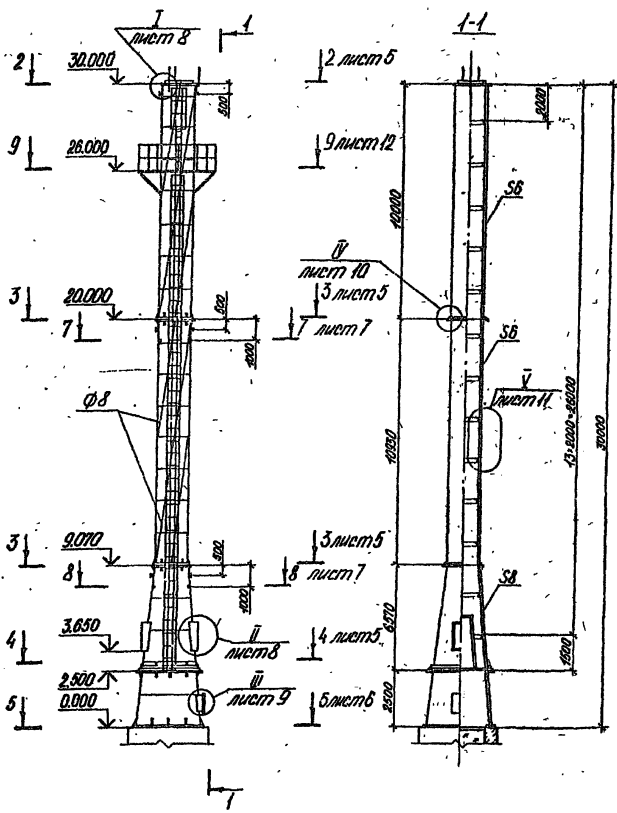 I
лист 8
1
1-1
2
30.000
2 лист 5
500
2000
9
26.000
9 лист 12
10000
S6
IV
лист 10
3
20.000
3 лист 5
500
7
7 лист 7
1000
S6
V
лист 11
ф8
10930
13×2000=26000
30000
3
9.070
3 лист 5
500
8
8 лист 7
1000
S8
6570
3.650
II
лист 8
4
4 лист 5
1500
2.500
III
лист 9
0.000
5
5 лист 6
2500
1